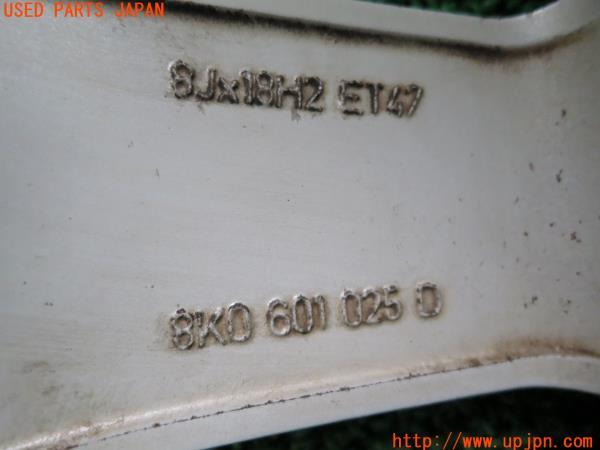 USED PARTS JAPAN
8Jx18H2 ET47
8K0 601 025 D
http://www.upjpn.com/